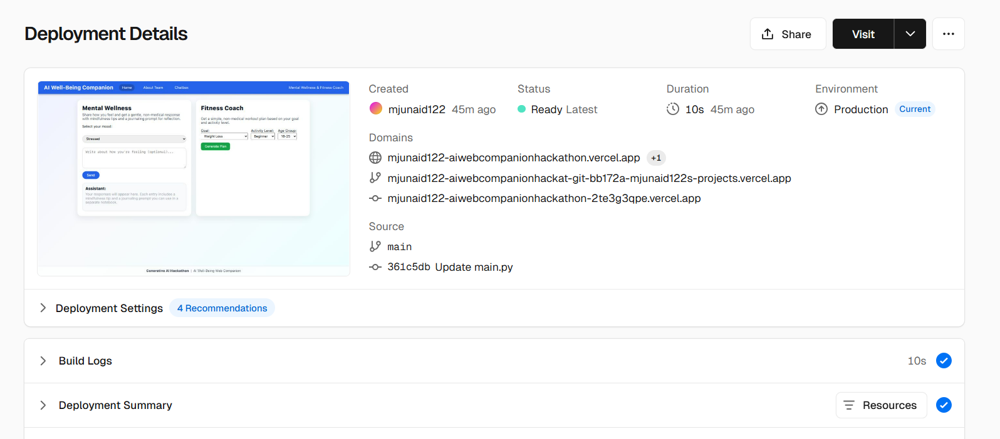 Deployment Details
Share
Visit
AI Well-Being Companion
Home
About Team
Chatbox
Mental Wellness & Fitness Coach
Mental Wellness
Share how you feel and get a gentle, non-medical response
with mindfulness tips and a journaling prompt for reflection.
Select your mood:
Stressed
Write about how you're feeling (optional)...
Send
Assistant:
Your responses will appear here. Each entry includes a
mindfulness tip and a journaling prompt you can use in a
separate notebook.
Fitness Coach
Get a simple, non-medical workout plan based on your goal
and activity level.
Goal: Activity Level: Age Group:
Weight Loss Beginner 18-25
Generate Plan
Generative AI Hackathon | AI Well-Being Web Companion
Created
mjunaid122 45m ago
Status
Ready Latest
Duration
10s 45m ago
Environment
Production Current
Domains
mjunaid122-aiwebcompanionhackathon.vercel.app +1
mjunaid122-aiwebcompanionhackat-git-bb172a-mjunaid122s-projects.vercel.app
mjunaid122-aiwebcompanionhackathon-2te3g3qpe.vercel.app
Source
main
361c5db Update main.py
Deployment Settings 4 Recommendations
Build Logs 10s
Deployment Summary Resources